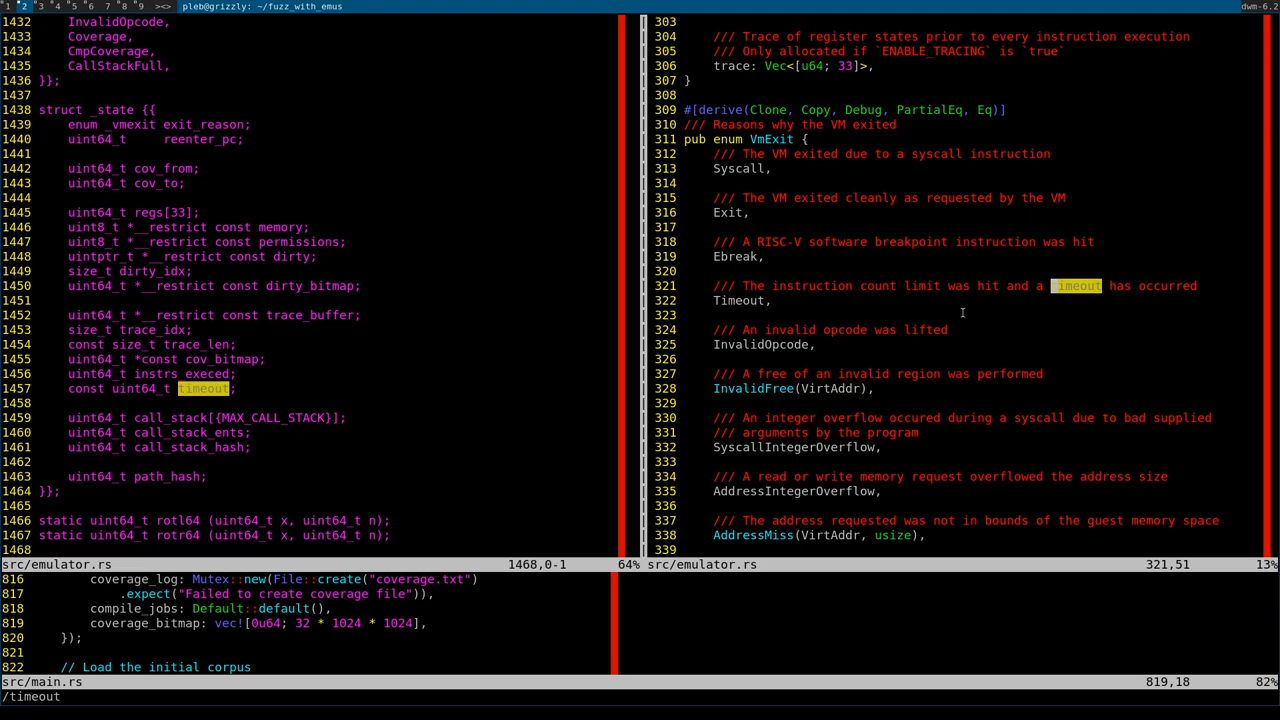 1 2 3 4 5 6 7 8 9 ><> pleb@grizzly: ~/fuzz_with_emus dwm-6.2
1432     InvalidOpcode,
1433     Coverage,
1434     CmpCoverage,
1435     CallStackFull,
1436 }};
1437
1438 struct _state {{
1439     enum _vmexit exit_reason;
1440     uint64_t     reenter_pc;
1441
1442     uint64_t cov_from;
1443     uint64_t cov_to;
1444
1445     uint64_t regs[33];
1446     uint8_t *__restrict const memory;
1447     uint8_t *__restrict const permissions;
1448     uintptr_t *__restrict const dirty;
1449     size_t dirty_idx;
1450     uint64_t *__restrict const dirty_bitmap;
1451
1452     uint64_t *__restrict const trace_buffer;
1453     size_t trace_idx;
1454     const size_t trace_len;
1455     uint64_t *const cov_bitmap;
1456     uint64_t instrs_execed;
1457     const uint64_t timeout;
1458
1459     uint64_t call_stack[{MAX_CALL_STACK}];
1460     uint64_t call_stack_ents;
1461     uint64_t call_stack_hash;
1462
1463     uint64_t path_hash;
1464 }};
1465
1466 static uint64_t rotl64 (uint64_t x, uint64_t n);
1467 static uint64_t rotr64 (uint64_t x, uint64_t n);
1468
src/emulator.rs 1468,0-1 64%
303
304     /// Trace of register states prior to every instruction execution
305     /// Only allocated if `ENABLE_TRACING` is `true`
306     trace: Vec<[u64; 33]>,
307 }
308
309 #[derive(Clone, Copy, Debug, PartialEq, Eq)]
310 /// Reasons why the VM exited
311 pub enum VmExit {
312     /// The VM exited due to a syscall instruction
313     Syscall,
314
315     /// The VM exited cleanly as requested by the VM
316     Exit,
317
318     /// A RISC-V software breakpoint instruction was hit
319     Ebreak,
320
321     /// The instruction count limit was hit and a timeout has occurred
322     Timeout,
323
324     /// An invalid opcode was lifted
325     InvalidOpcode,
326
327     /// A free of an invalid region was performed
328     InvalidFree(VirtAddr),
329
330     /// An integer overflow occured during a syscall due to bad supplied
331     /// arguments by the program
332     SyscallIntegerOverflow,
333
334     /// A read or write memory request overflowed the address size
335     AddressIntegerOverflow,
336
337     /// The address requested was not in bounds of the guest memory space
338     AddressMiss(VirtAddr, usize),
339
src/emulator.rs 321,51 13%
816         coverage_log: Mutex::new(File::create("coverage.txt")
817             .expect("Failed to create coverage file")),
818         compile_jobs: Default::default(),
819         coverage_bitmap: vec![0u64; 32 * 1024 * 1024],
820     });
821
822     // Load the initial corpus
src/main.rs 819,18 82%
/timeout